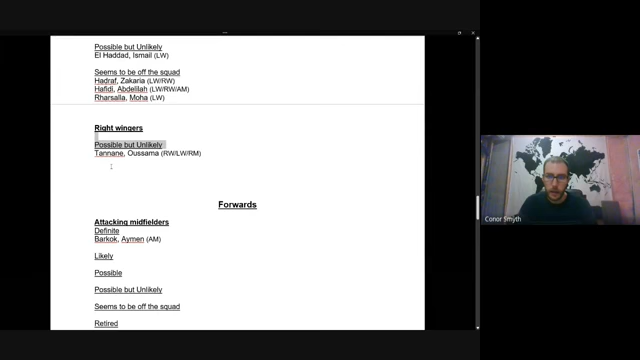 Possible but Unlikely
El Haddad, Ismail (LW)
Seems to be off the squad
Hadraf, Zakaria (LW/RW)
Hafidi, Abdelilah (LW/RW/AM)
Rharsalla, Moha (LW)
Right wingers
Possible but Unlikely
Tannane, Oussama (RW/LW/RM)
Forwards
Attacking midfielders
Definite
Barkok, Aymen (AM)
Likely
Possible
Possible but Unlikely
Seems to be off the squad
Retired
Conor Smyth